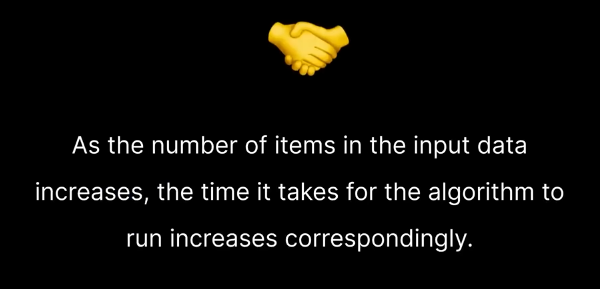 As the number of items in the input data
increases, the time it takes for the algorithm to
run increases correspondingly.